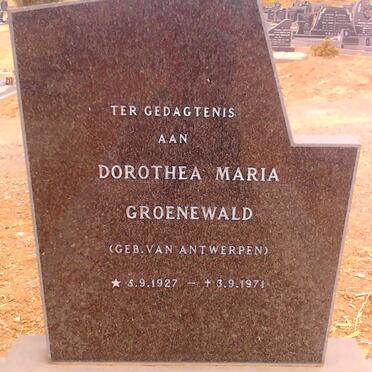 TER GEDAGTENIS
AAN
DOROTHEA MARIA
GROENEWALD
(GEB. VAN ANTWERPEN)
★ 5.9.1927 — ✝ 3.9.1971